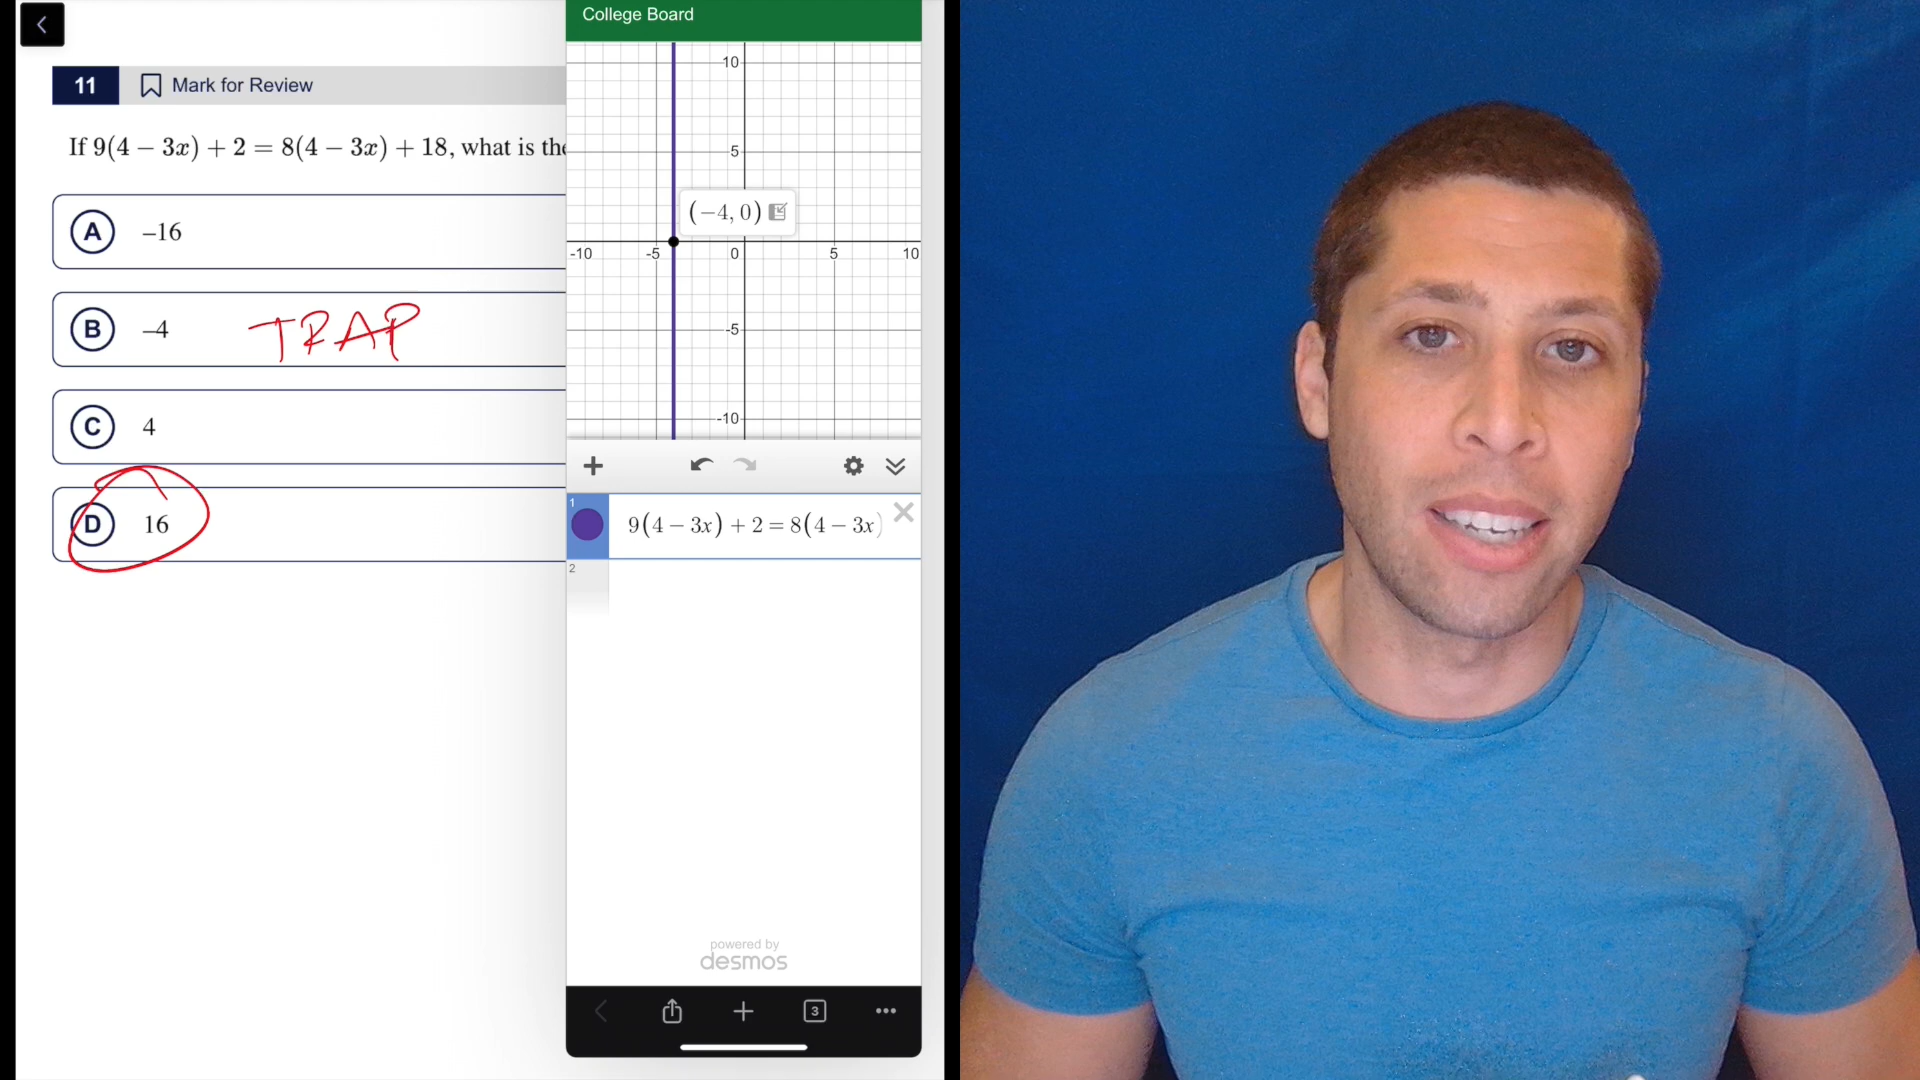 11 Mark for Review
If 9(4 − 3x) + 2 = 8(4 − 3x) + 18, what is the
A −16
B −4 TRAP
C 4
D 16
College Board
10
5
(−4, 0)
-10 -5 0 5 10
-5
-10
1
9(4 − 3x) + 2 = 8(4 − 3x)
2
powered by
desmos
3